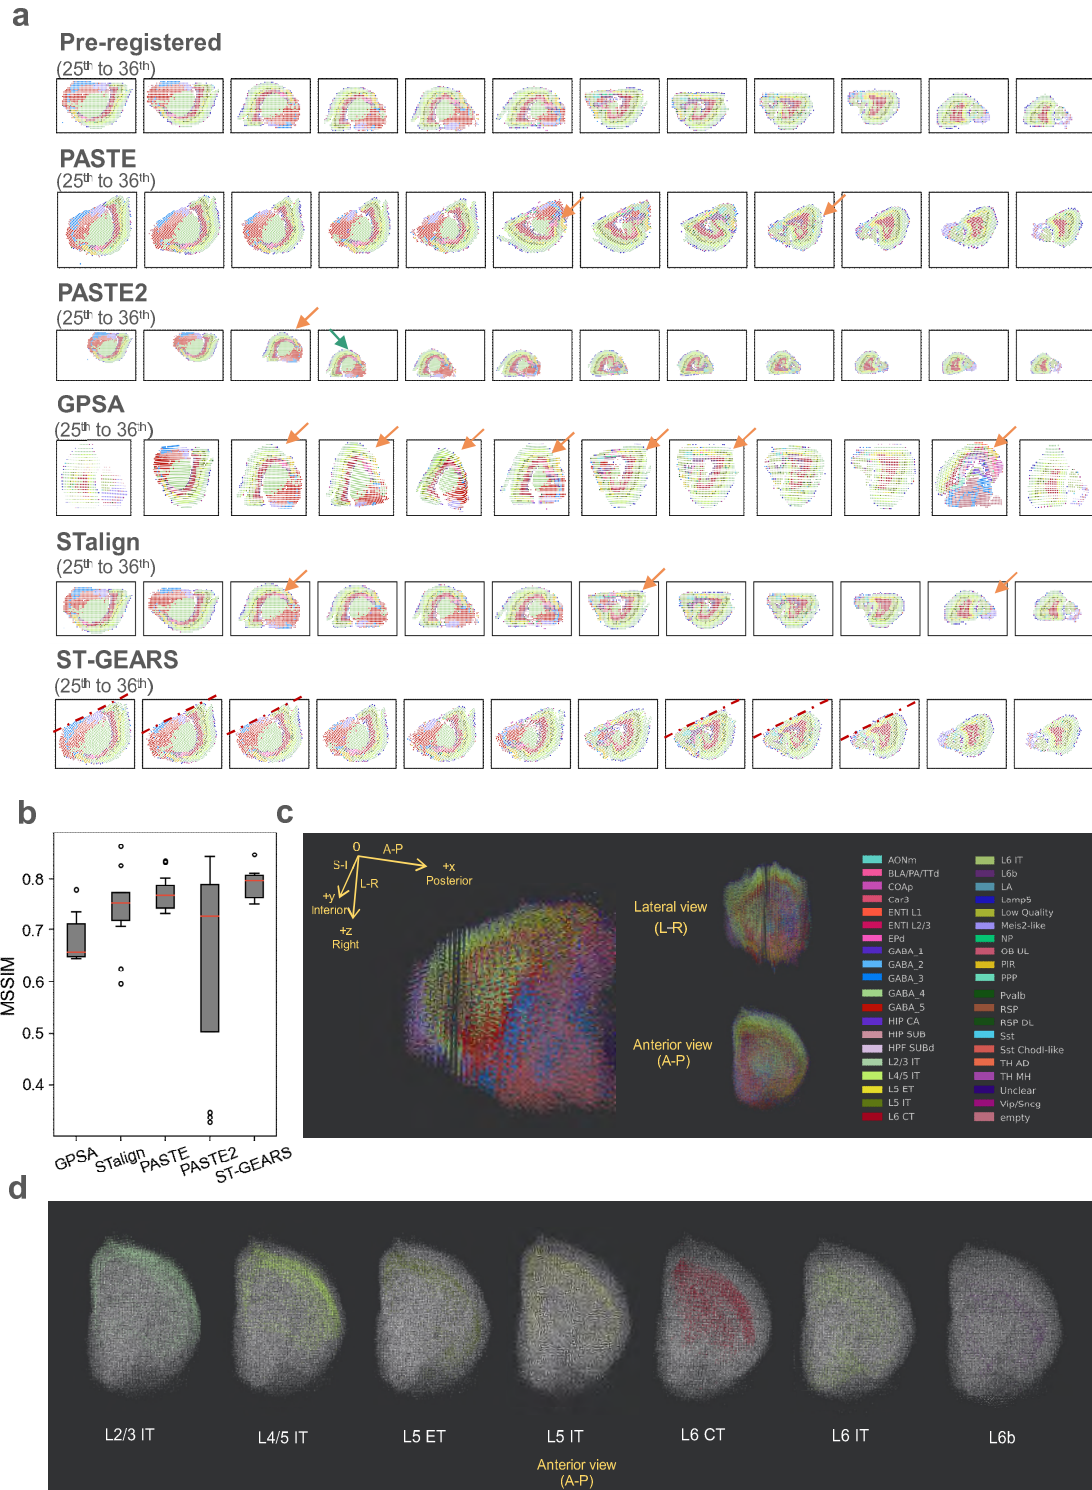 a
Pre-registered
(25th to 36th)
PASTE
(25th to 36th)
PASTE2
(25th to 36th)
GPSA
(25th to 36th)
STalign
(25th to 36th)
ST-GEARS
(25th to 36th)
b
MSSIM
0.8
0.7
0.6
0.5
0.4
GPSA
STalign
PASTE
PASTE2
ST-GEARS
c
0
S-I
A-P
L-R
+x
Posterior
+y
Interior
+z
Right
Lateral view
(L-R)
Anterior view
(A-P)
AONm
BLA/PA/TTd
COAp
Car3
ENTl L1
ENTl L2/3
EPd
GABA_1
GABA_2
GABA_3
GABA_4
GABA_5
HIP CA
HIP SUB
HPF SUBd
L2/3 IT
L4/5 IT
L5 ET
L5 IT
L6 CT
L6 IT
L6b
LA
Lamp5
Low Quality
Meis2-like
NP
OB UL
PIR
PPP
Pvalb
RSP
RSP DL
Sst
Sst Chodl-like
TH AD
TH MH
Unclear
Vip/Sncg
empty
d
L2/3 IT
L4/5 IT
L5 ET
L5 IT
L6 CT
L6 IT
L6b
Anterior view
(A-P)